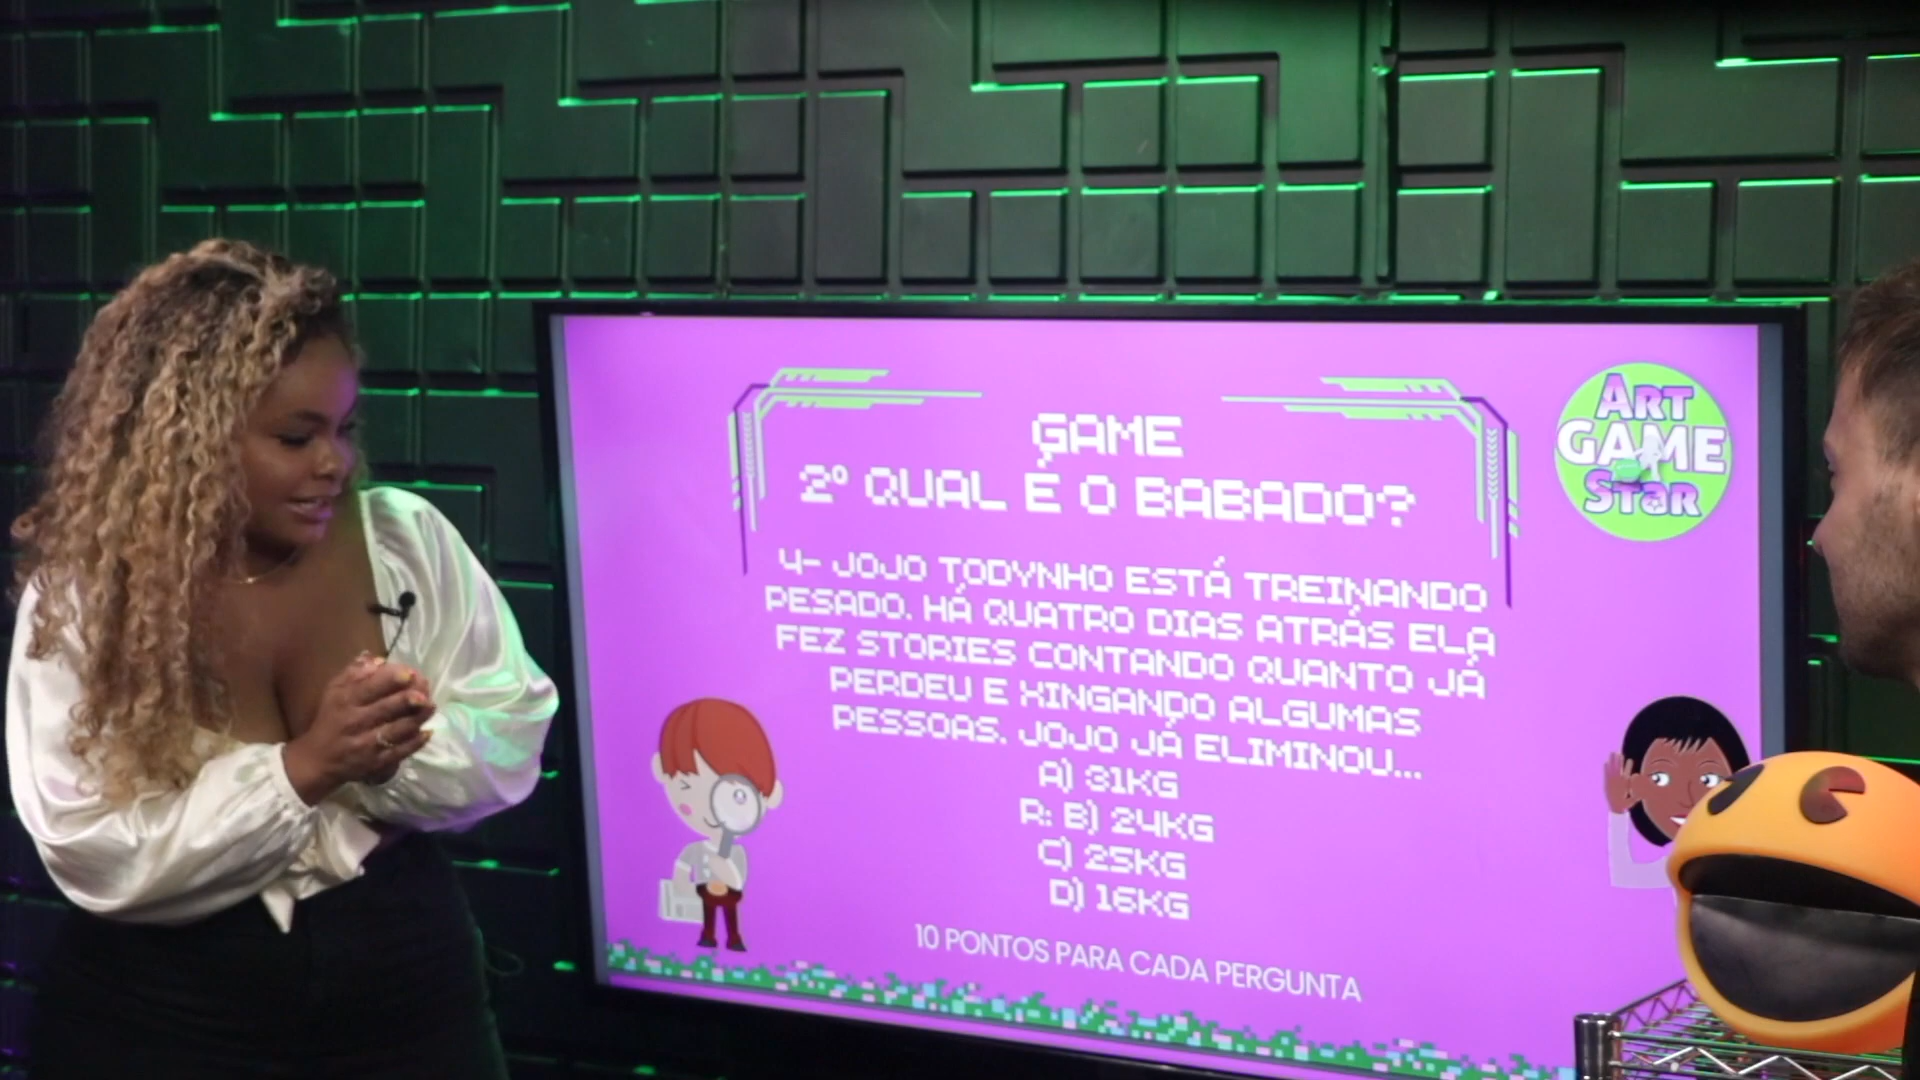 ART
GAME
STAR
GAME
2º QUAL É O BABADO?
4- JOJO TODYNHO ESTÁ TREINANDO
PESADO. HÁ QUATRO DIAS ATRÁS ELA
FEZ STORIES CONTANDO QUANTO JÁ
PERDEU E XINGANDO ALGUMAS
PESSOAS. JOJO JÁ ELIMINOU...
A) 31KG
R: B) 24KG
C) 25KG
D) 16KG
10 PONTOS PARA CADA PERGUNTA